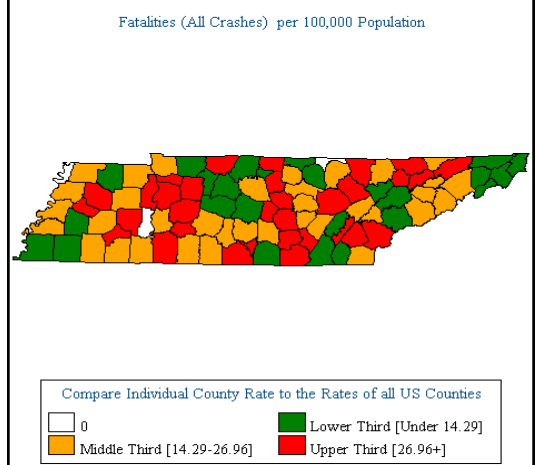 Fatalities (All Crashes) per 100,000 Population
Compare Individual County Rate to the Rates of all US Counties
0
Lower Third [Under 14.29]
Middle Third [14.29-26.96]
Upper Third [26.96+]